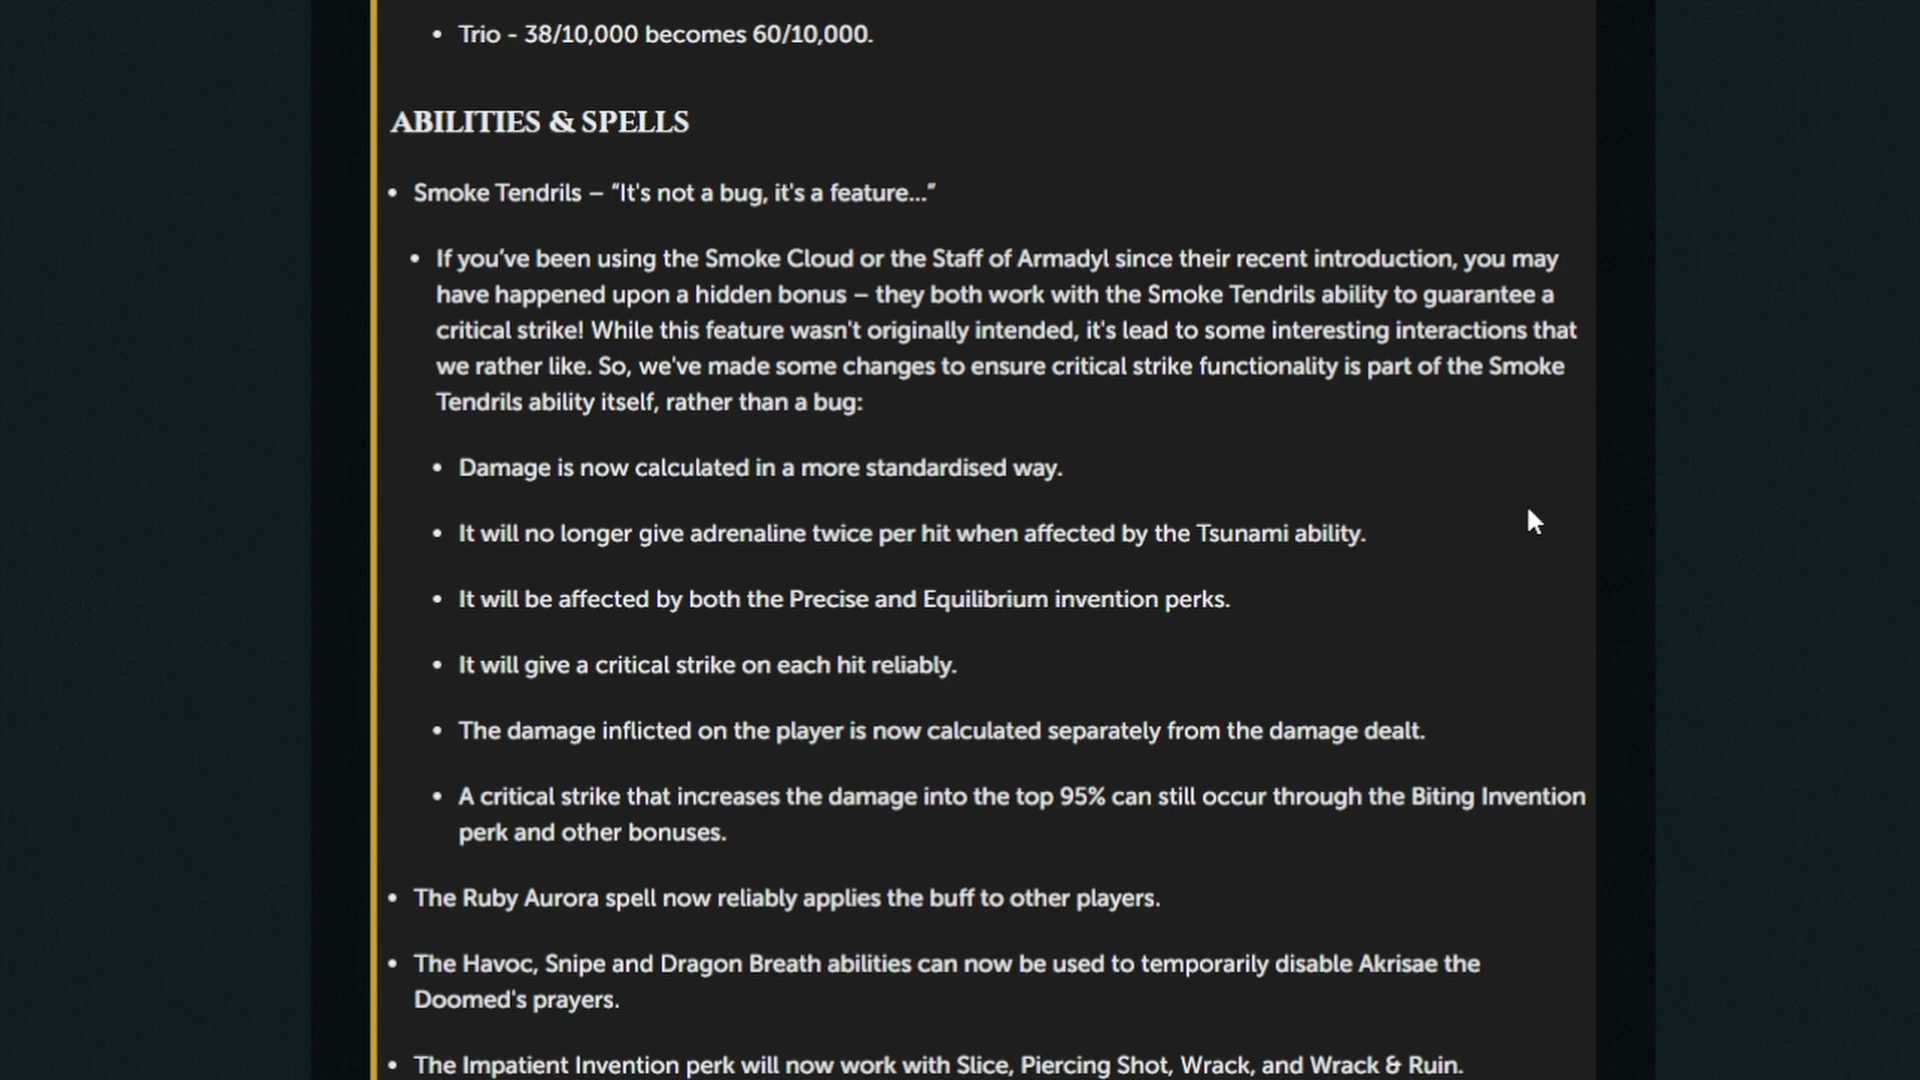 • Trio - 38/10,000 becomes 60/10,000.
ABILITIES & SPELLS
• Smoke Tendrils – “It's not a bug, it's a feature...”
• If you’ve been using the Smoke Cloud or the Staff of Armadyl since their recent introduction, you may
have happened upon a hidden bonus – they both work with the Smoke Tendrils ability to guarantee a
critical strike! While this feature wasn't originally intended, it's lead to some interesting interactions that
we rather like. So, we've made some changes to ensure critical strike functionality is part of the Smoke
Tendrils ability itself, rather than a bug:
• Damage is now calculated in a more standardised way.
• It will no longer give adrenaline twice per hit when affected by the Tsunami ability.
• It will be affected by both the Precise and Equilibrium invention perks.
• It will give a critical strike on each hit reliably.
• The damage inflicted on the player is now calculated separately from the damage dealt.
• A critical strike that increases the damage into the top 95% can still occur through the Biting Invention
perk and other bonuses.
• The Ruby Aurora spell now reliably applies the buff to other players.
• The Havoc, Snipe and Dragon Breath abilities can now be used to temporarily disable Akrisae the
Doomed's prayers.
• The Impatient Invention perk will now work with Slice, Piercing Shot, Wrack, and Wrack & Ruin.